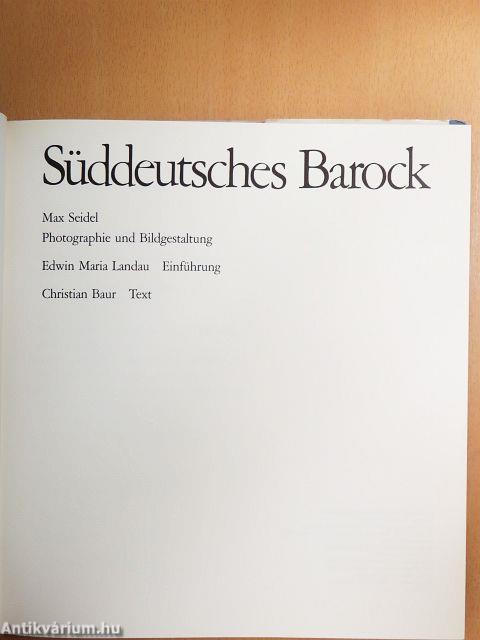 Süddeutsches Barock
Max Seidel
Photographie und Bildgestaltung
Edwin Maria Landau Einführung
Christian Baur Text
Antikvárium.hu